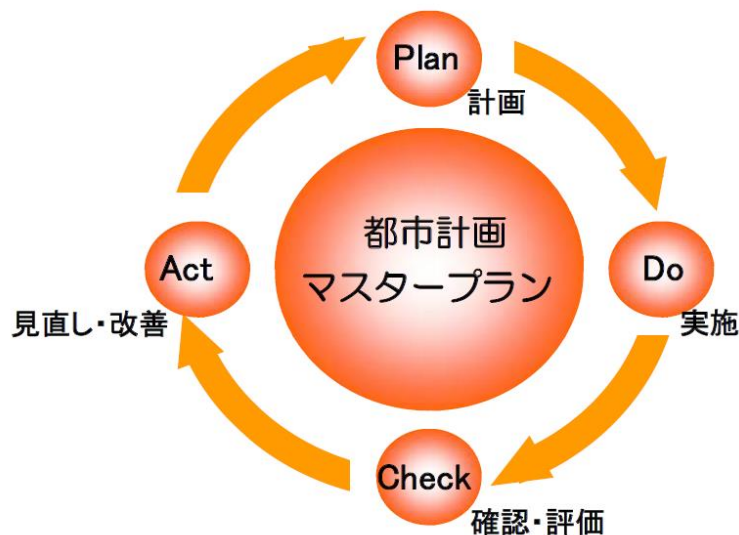 Plan
計画
都市計画
マスタープラン
Do
実施
Check
確認・評価
Act
見直し・改善